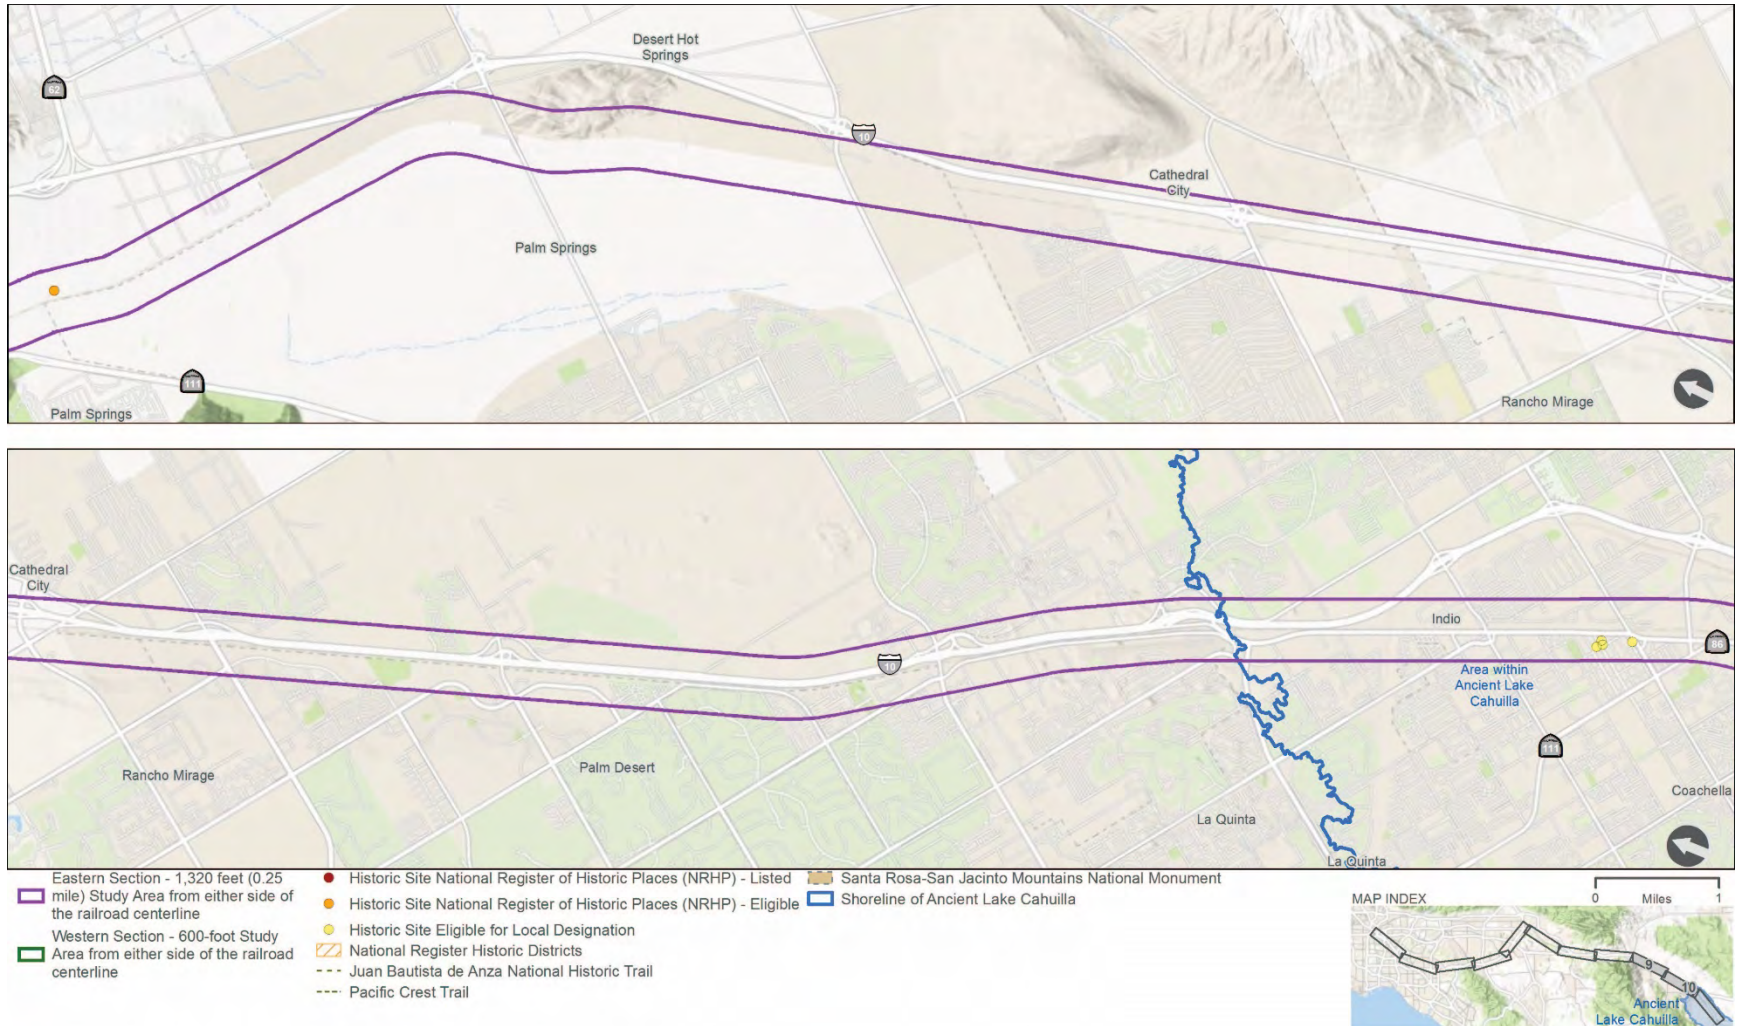 Desert Hot
Springs
62
10
Cathedral
City
Palm Springs
111
Palm Springs
Rancho Mirage
Cathedral
City
Indio
86
10
Area within
Ancient Lake
Cahuilla
111
Rancho Mirage
Palm Desert
Coachella
La Quinta
La Quinta
Eastern Section - 1,320 feet (0.25
mile) Study Area from either side of
the railroad centerline
Western Section - 600-foot Study
Area from either side of the railroad
centerline
Historic Site National Register of Historic Places (NRHP) - Listed
Historic Site National Register of Historic Places (NRHP) - Eligible
Historic Site Eligible for Local Designation
National Register Historic Districts
Juan Bautista de Anza National Historic Trail
Pacific Crest Trail
Santa Rosa-San Jacinto Mountains National Monument
Shoreline of Ancient Lake Cahuilla
0 Miles 1
MAP INDEX
9
10
Ancient
Lake Cahuilla